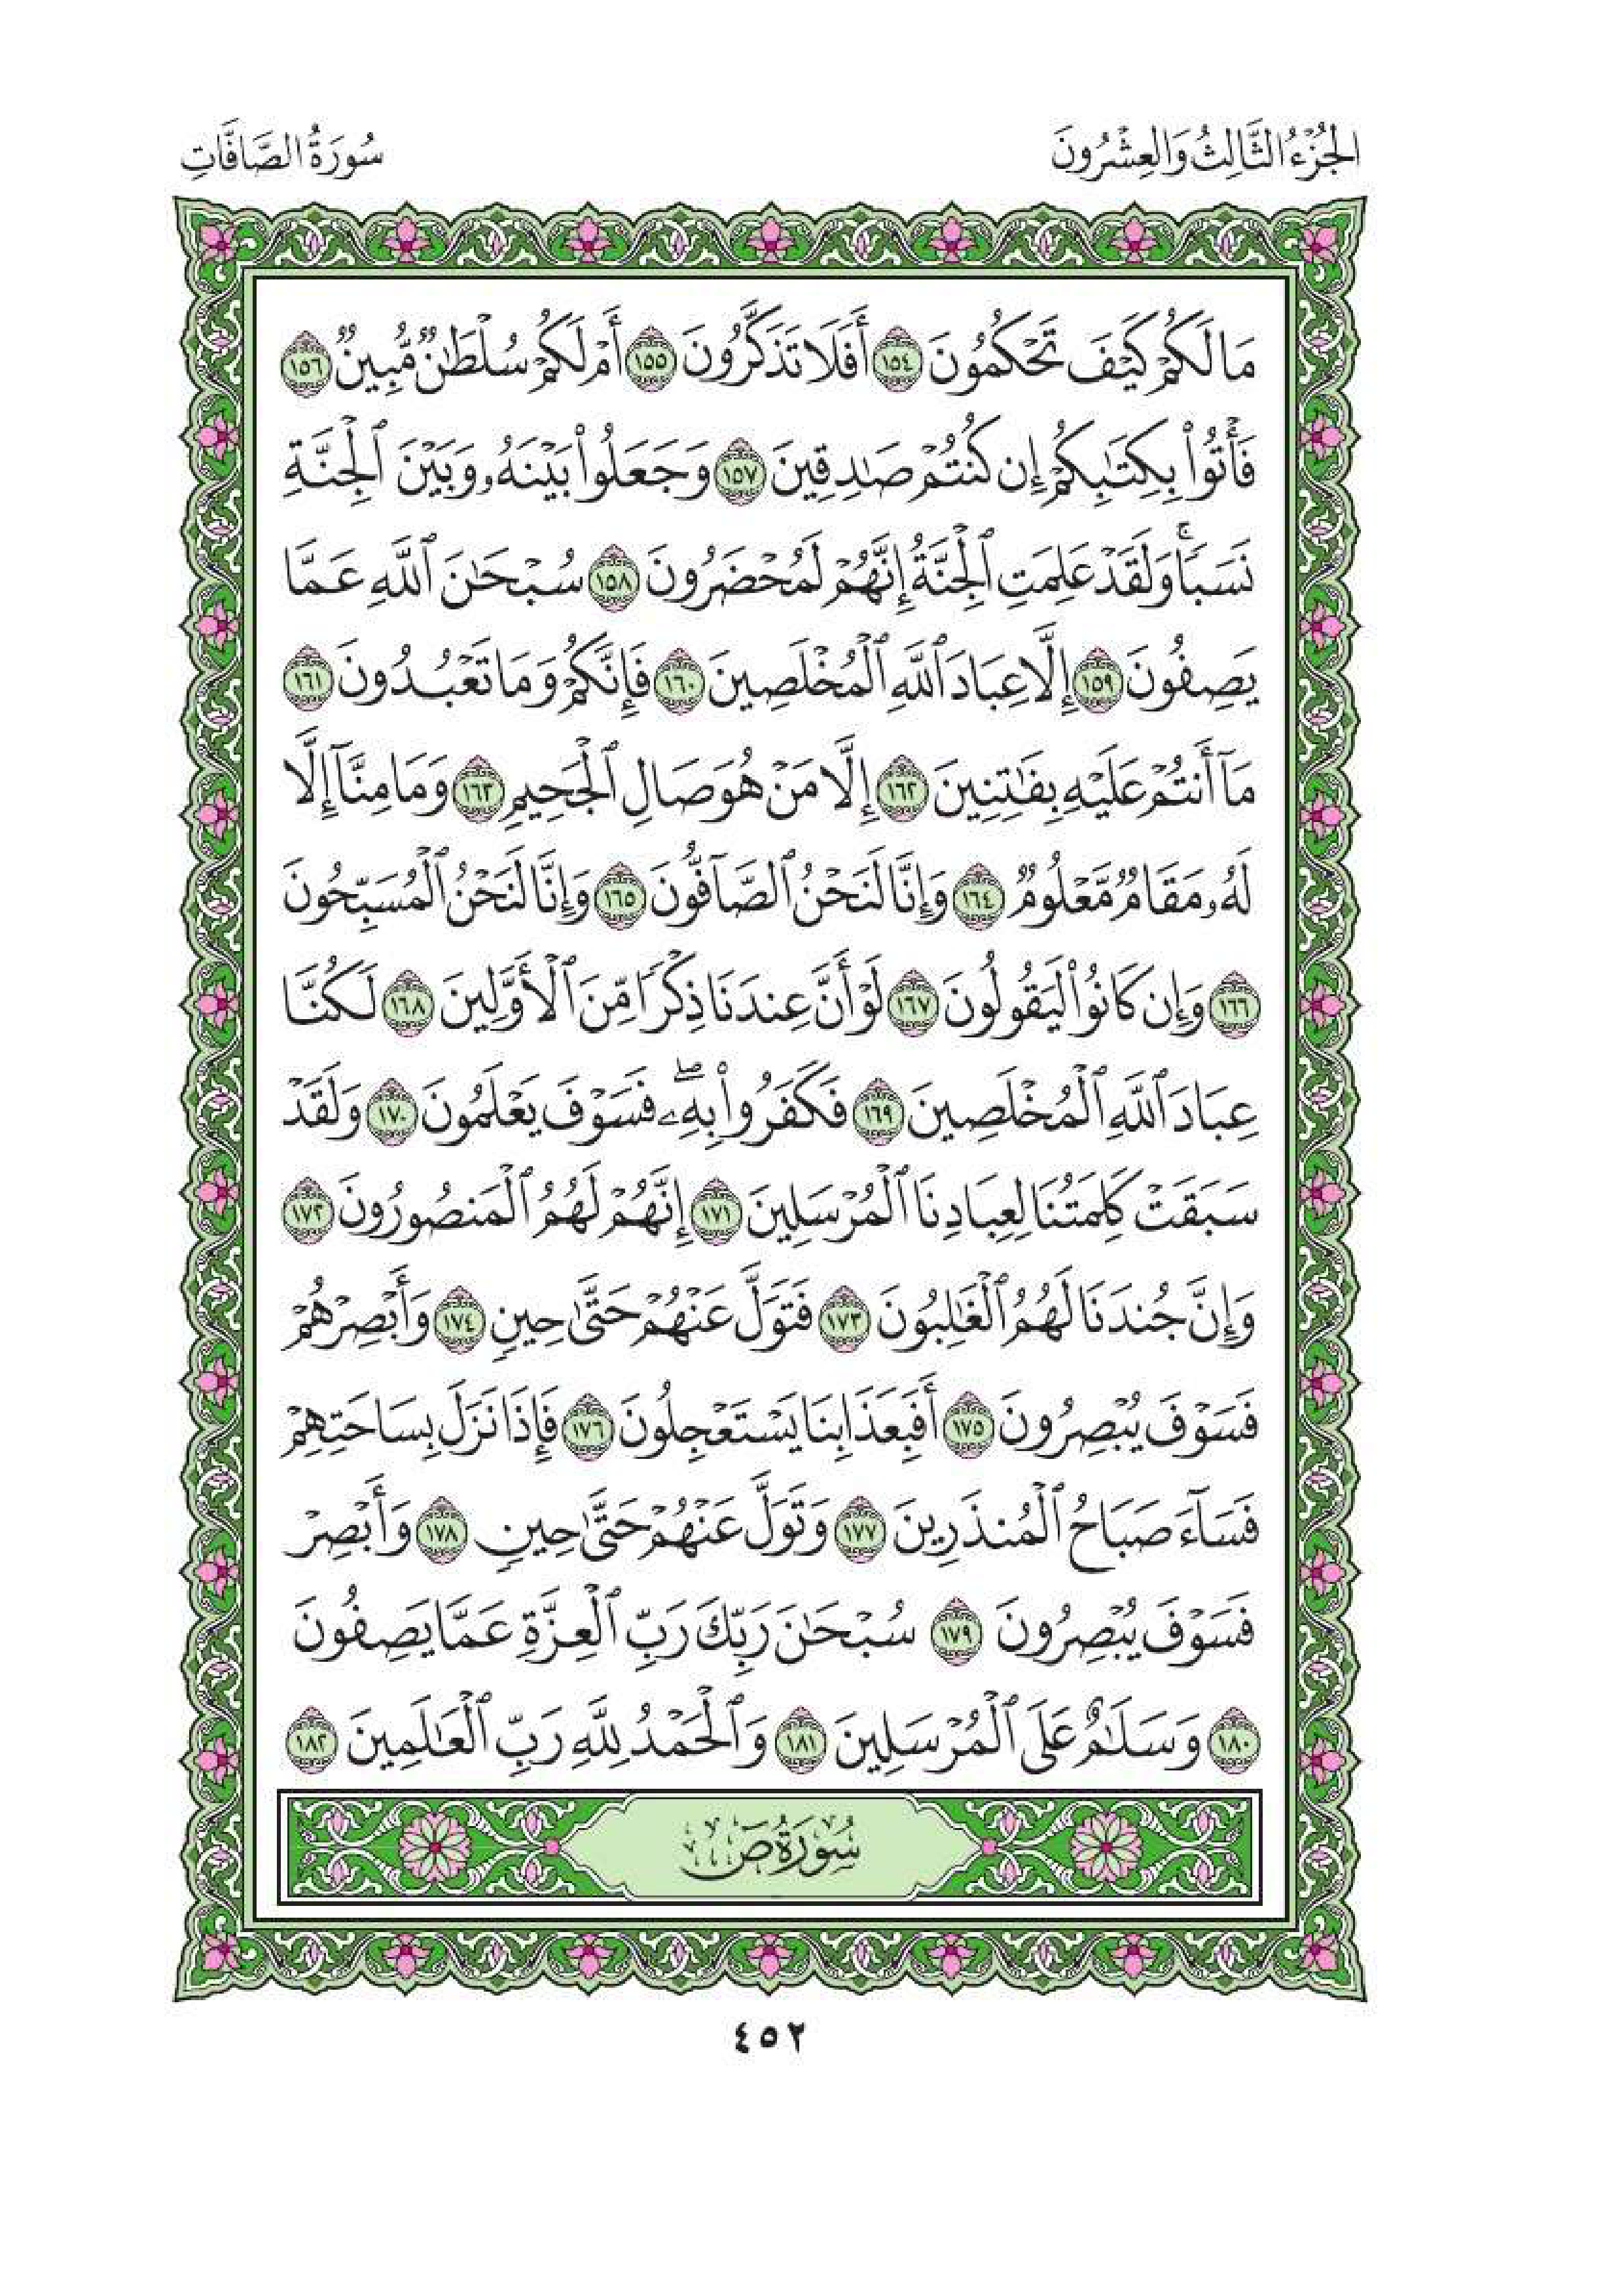 الجُزْءُ الثَّالِثُ وَالعِشْرُونَ
سُورَةُ الصَّافَّاتِ
مَا لَكُمْ كَيْفَ تَحْكُمُونَ ١٥٤ أَفَلَا تَذَكَّرُونَ ١٥٥ أَمْ لَكُمْ سُلْطَٰنٌ مُّبِينٌ ١٥٦
فَأْتُوا۟ بِكِتَٰبِكُمْ إِن كُنتُمْ صَٰدِقِينَ ١٥٧ وَجَعَلُوا۟ بَيْنَهُۥ وَبَيْنَ ٱلْجِنَّةِ
نَسَبًا ۚ وَلَقَدْ عَلِمَتِ ٱلْجِنَّةُ إِنَّهُمْ لَمُحْضَرُونَ ١٥٨ سُبْحَٰنَ ٱللَّهِ عَمَّا
يَصِفُونَ ١٥٩ إِلَّا عِبَادَ ٱللَّهِ ٱلْمُخْلَصِينَ ١٦٠ فَإِنَّكُمْ وَمَا تَعْبُدُونَ ١٦١
مَآ أَنتُمْ عَلَيْهِ بِفَٰتِنِينَ ١٦٢ إِلَّا مَنْ هُوَ صَالِ ٱلْجَحِيمِ ١٦٣ وَمَا مِنَّآ إِلَّا
لَهُۥ مَقَامٌ مَّعْلُومٌ ١٦٤ وَإِنَّا لَنَحْنُ ٱلصَّآفُّونَ ١٦٥ وَإِنَّا لَنَحْنُ ٱلْمُسَبِّحُونَ
١٦٦ وَإِن كَانُوا۟ لَيَقُولُونَ ١٦٧ لَوْ أَنَّ عِندَنَا ذِكْرًا مِّنَ ٱلْأَوَّلِينَ ١٦٨ لَكُنَّا
عِبَادَ ٱللَّهِ ٱلْمُخْلَصِينَ ١٦٩ فَكَفَرُوا۟ بِهِۦ ۖ فَسَوْفَ يَعْلَمُونَ ١٧٠ وَلَقَدْ
سَبَقَتْ كَلِمَتُنَا لِعِبَادِنَا ٱلْمُرْسَلِينَ ١٧١ إِنَّهُمْ لَهُمُ ٱلْمَنصُورُونَ ١٧٢
وَإِنَّ جُندَنَا لَهُمُ ٱلْغَٰلِبُونَ ١٧٣ فَتَوَلَّ عَنْهُمْ حَتَّىٰ حِينٍ ١٧٤ وَأَبْصِرْهُمْ
فَسَوْفَ يُبْصِرُونَ ١٧٥ أَفَبِعَذَابِنَا يَسْتَعْجِلُونَ ١٧٦ فَإِذَا نَزَلَ بِسَاحَتِهِمْ
فَسَآءَ صَبَاحُ ٱلْمُنذَرِينَ ١٧٧ وَتَوَلَّ عَنْهُمْ حَتَّىٰ حِينٍ ١٧٨ وَأَبْصِرْ
فَسَوْفَ يُبْصِرُونَ ١٧٩ سُبْحَٰنَ رَبِّكَ رَبِّ ٱلْعِزَّةِ عَمَّا يَصِفُونَ
١٨٠ وَسَلَٰمٌ عَلَى ٱلْمُرْسَلِينَ ١٨١ وَٱلْحَمْدُ لِلَّهِ رَبِّ ٱلْعَٰلَمِينَ ١٨٢
سُورَةُ صٓ
٤٥٢